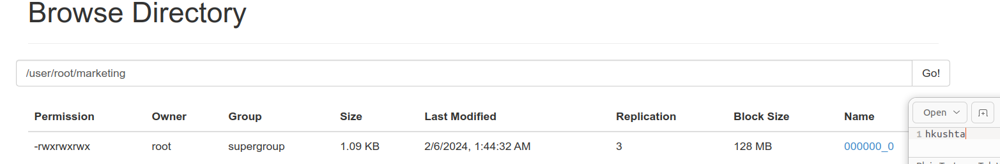 Browse Directory
/user/root/marketing Go!
Permission Owner Group Size Last Modified Replication Block Size Name
Open
-rwxrwxrwx root supergroup 1.09 KB 2/6/2024, 1:44:32 AM 3 128 MB 000000_0
1 hkushta